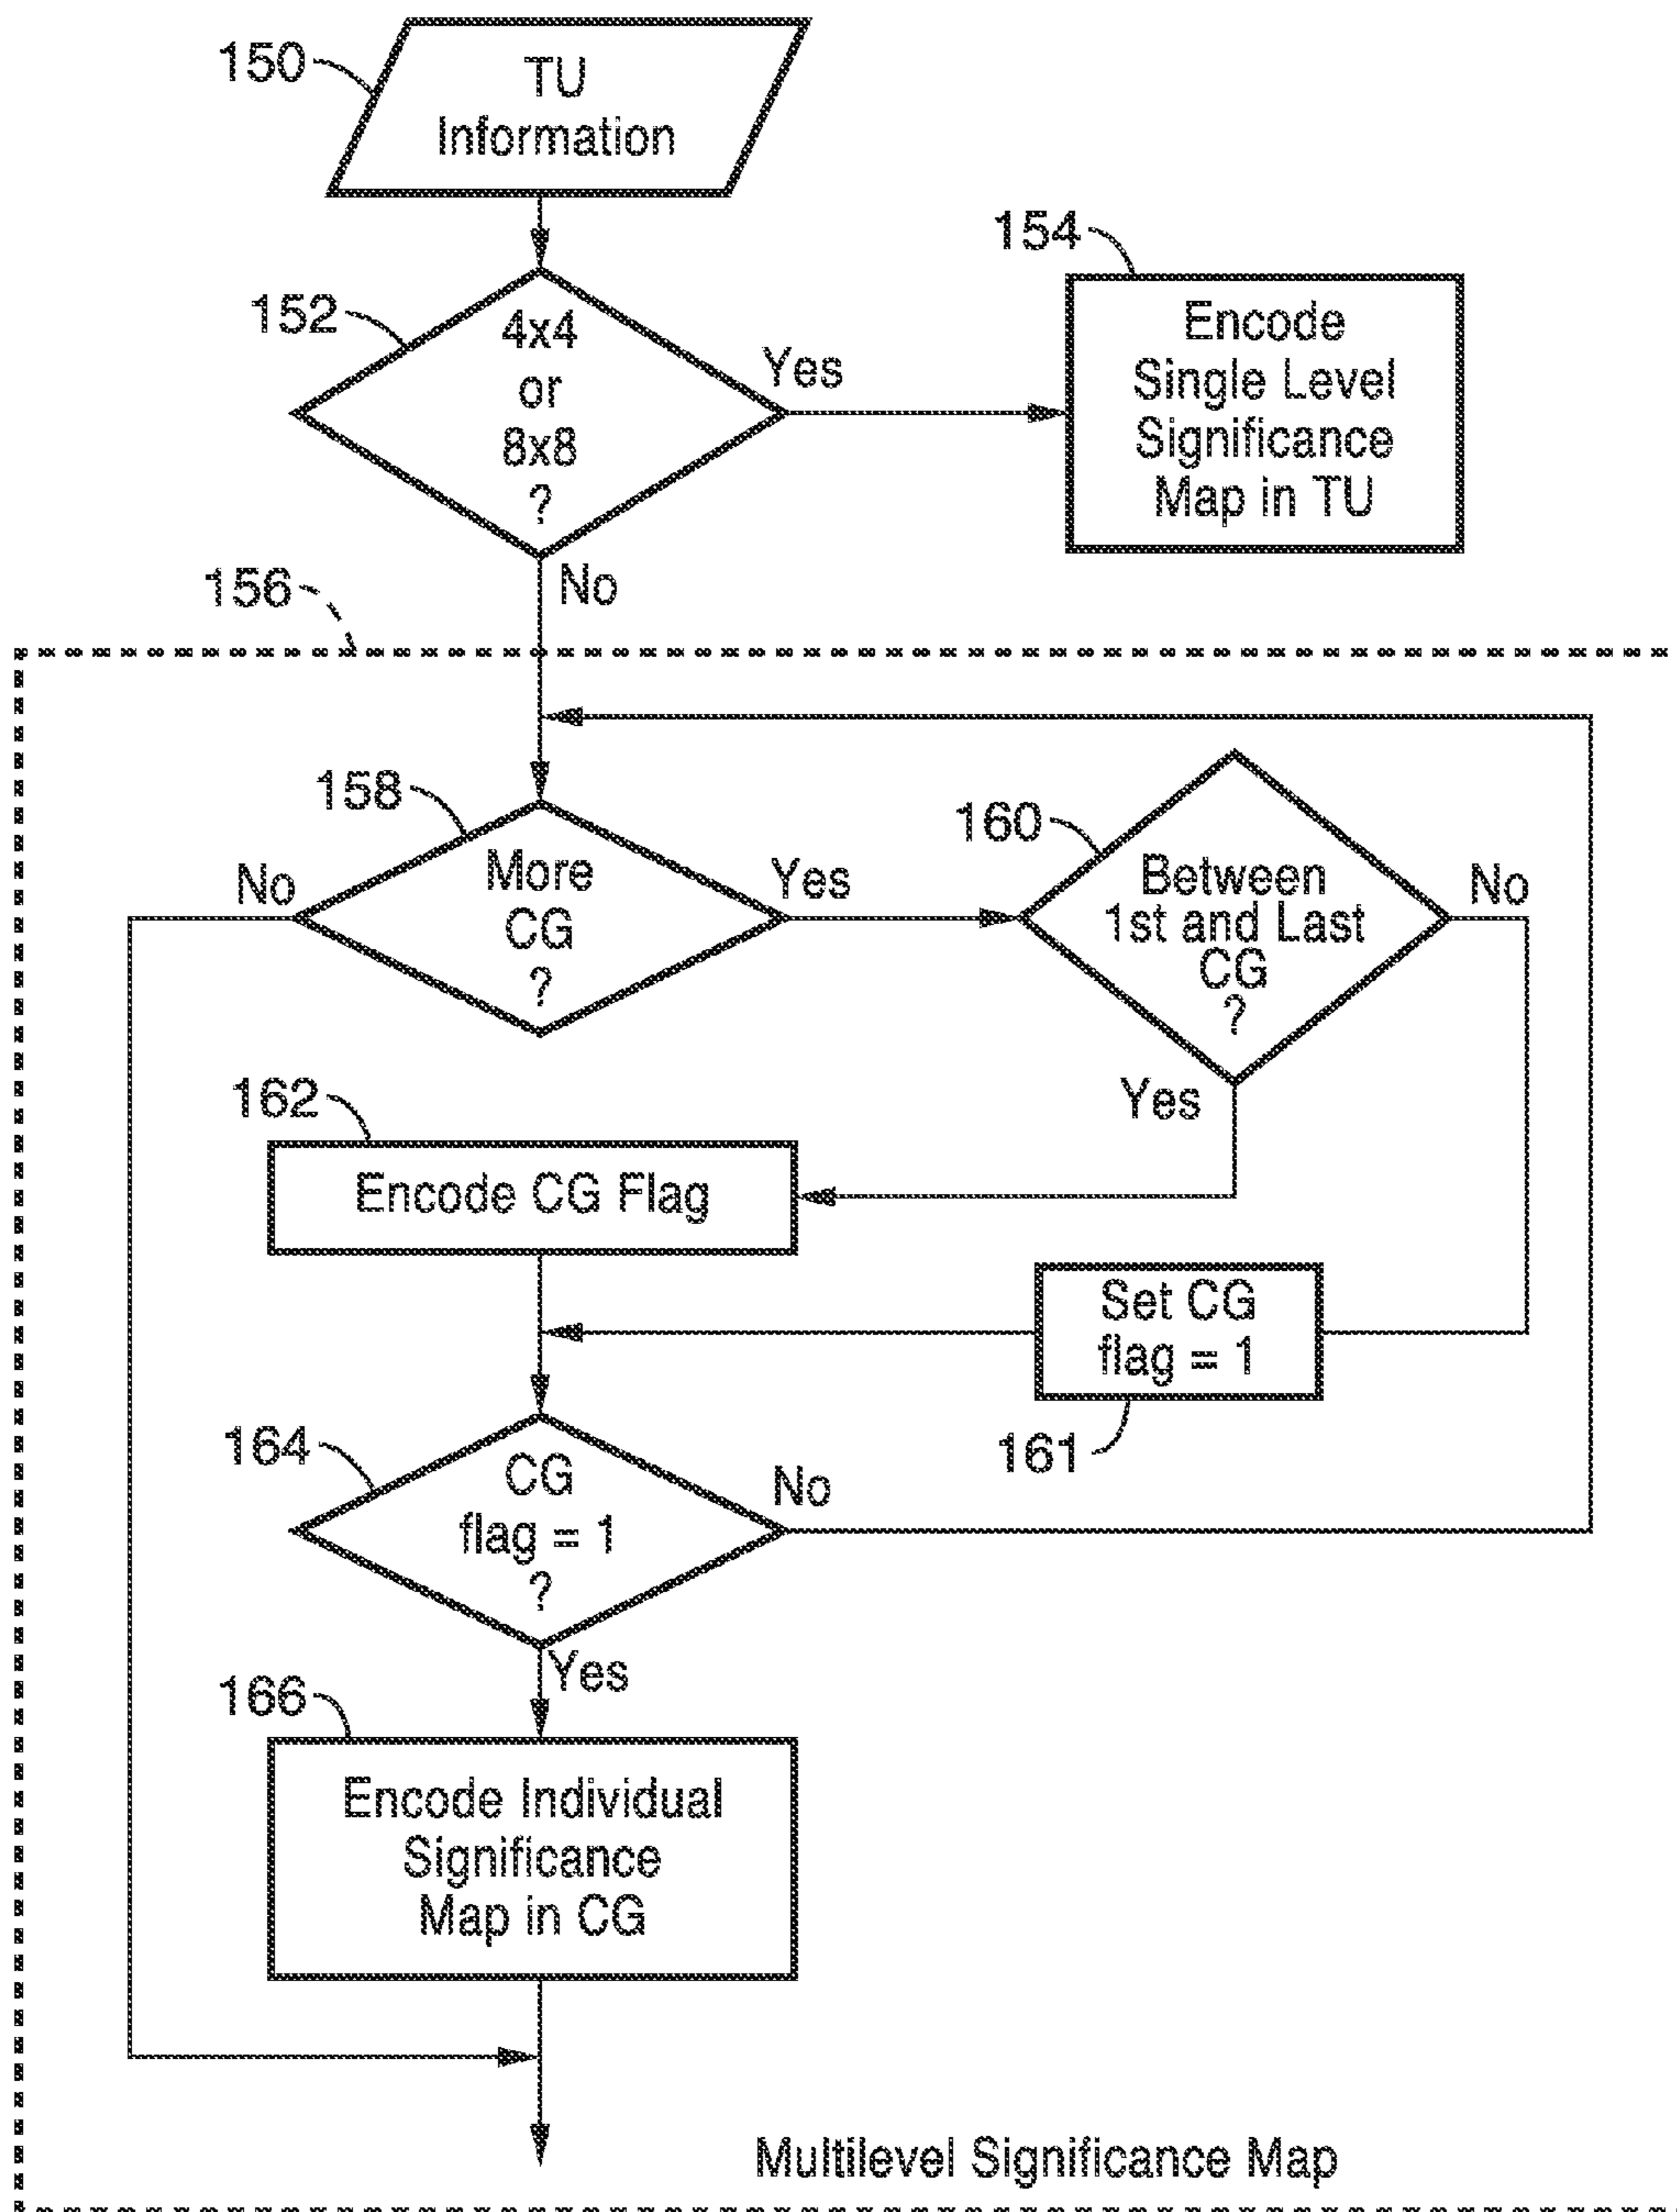 150
TU
Information
152
4x4
or
8x8
?
Yes
154
Encode
Single Level
Significance
Map in TU
No
156
158
More
CG
?
No
Yes
160
Between
1st and Last
CG
?
No
Yes
162
Encode CG Flag
Set CG
flag = 1
161
164
CG
flag = 1
?
No
Yes
166
Encode Individual
Significance
Map in CG
Multilevel Significance Map